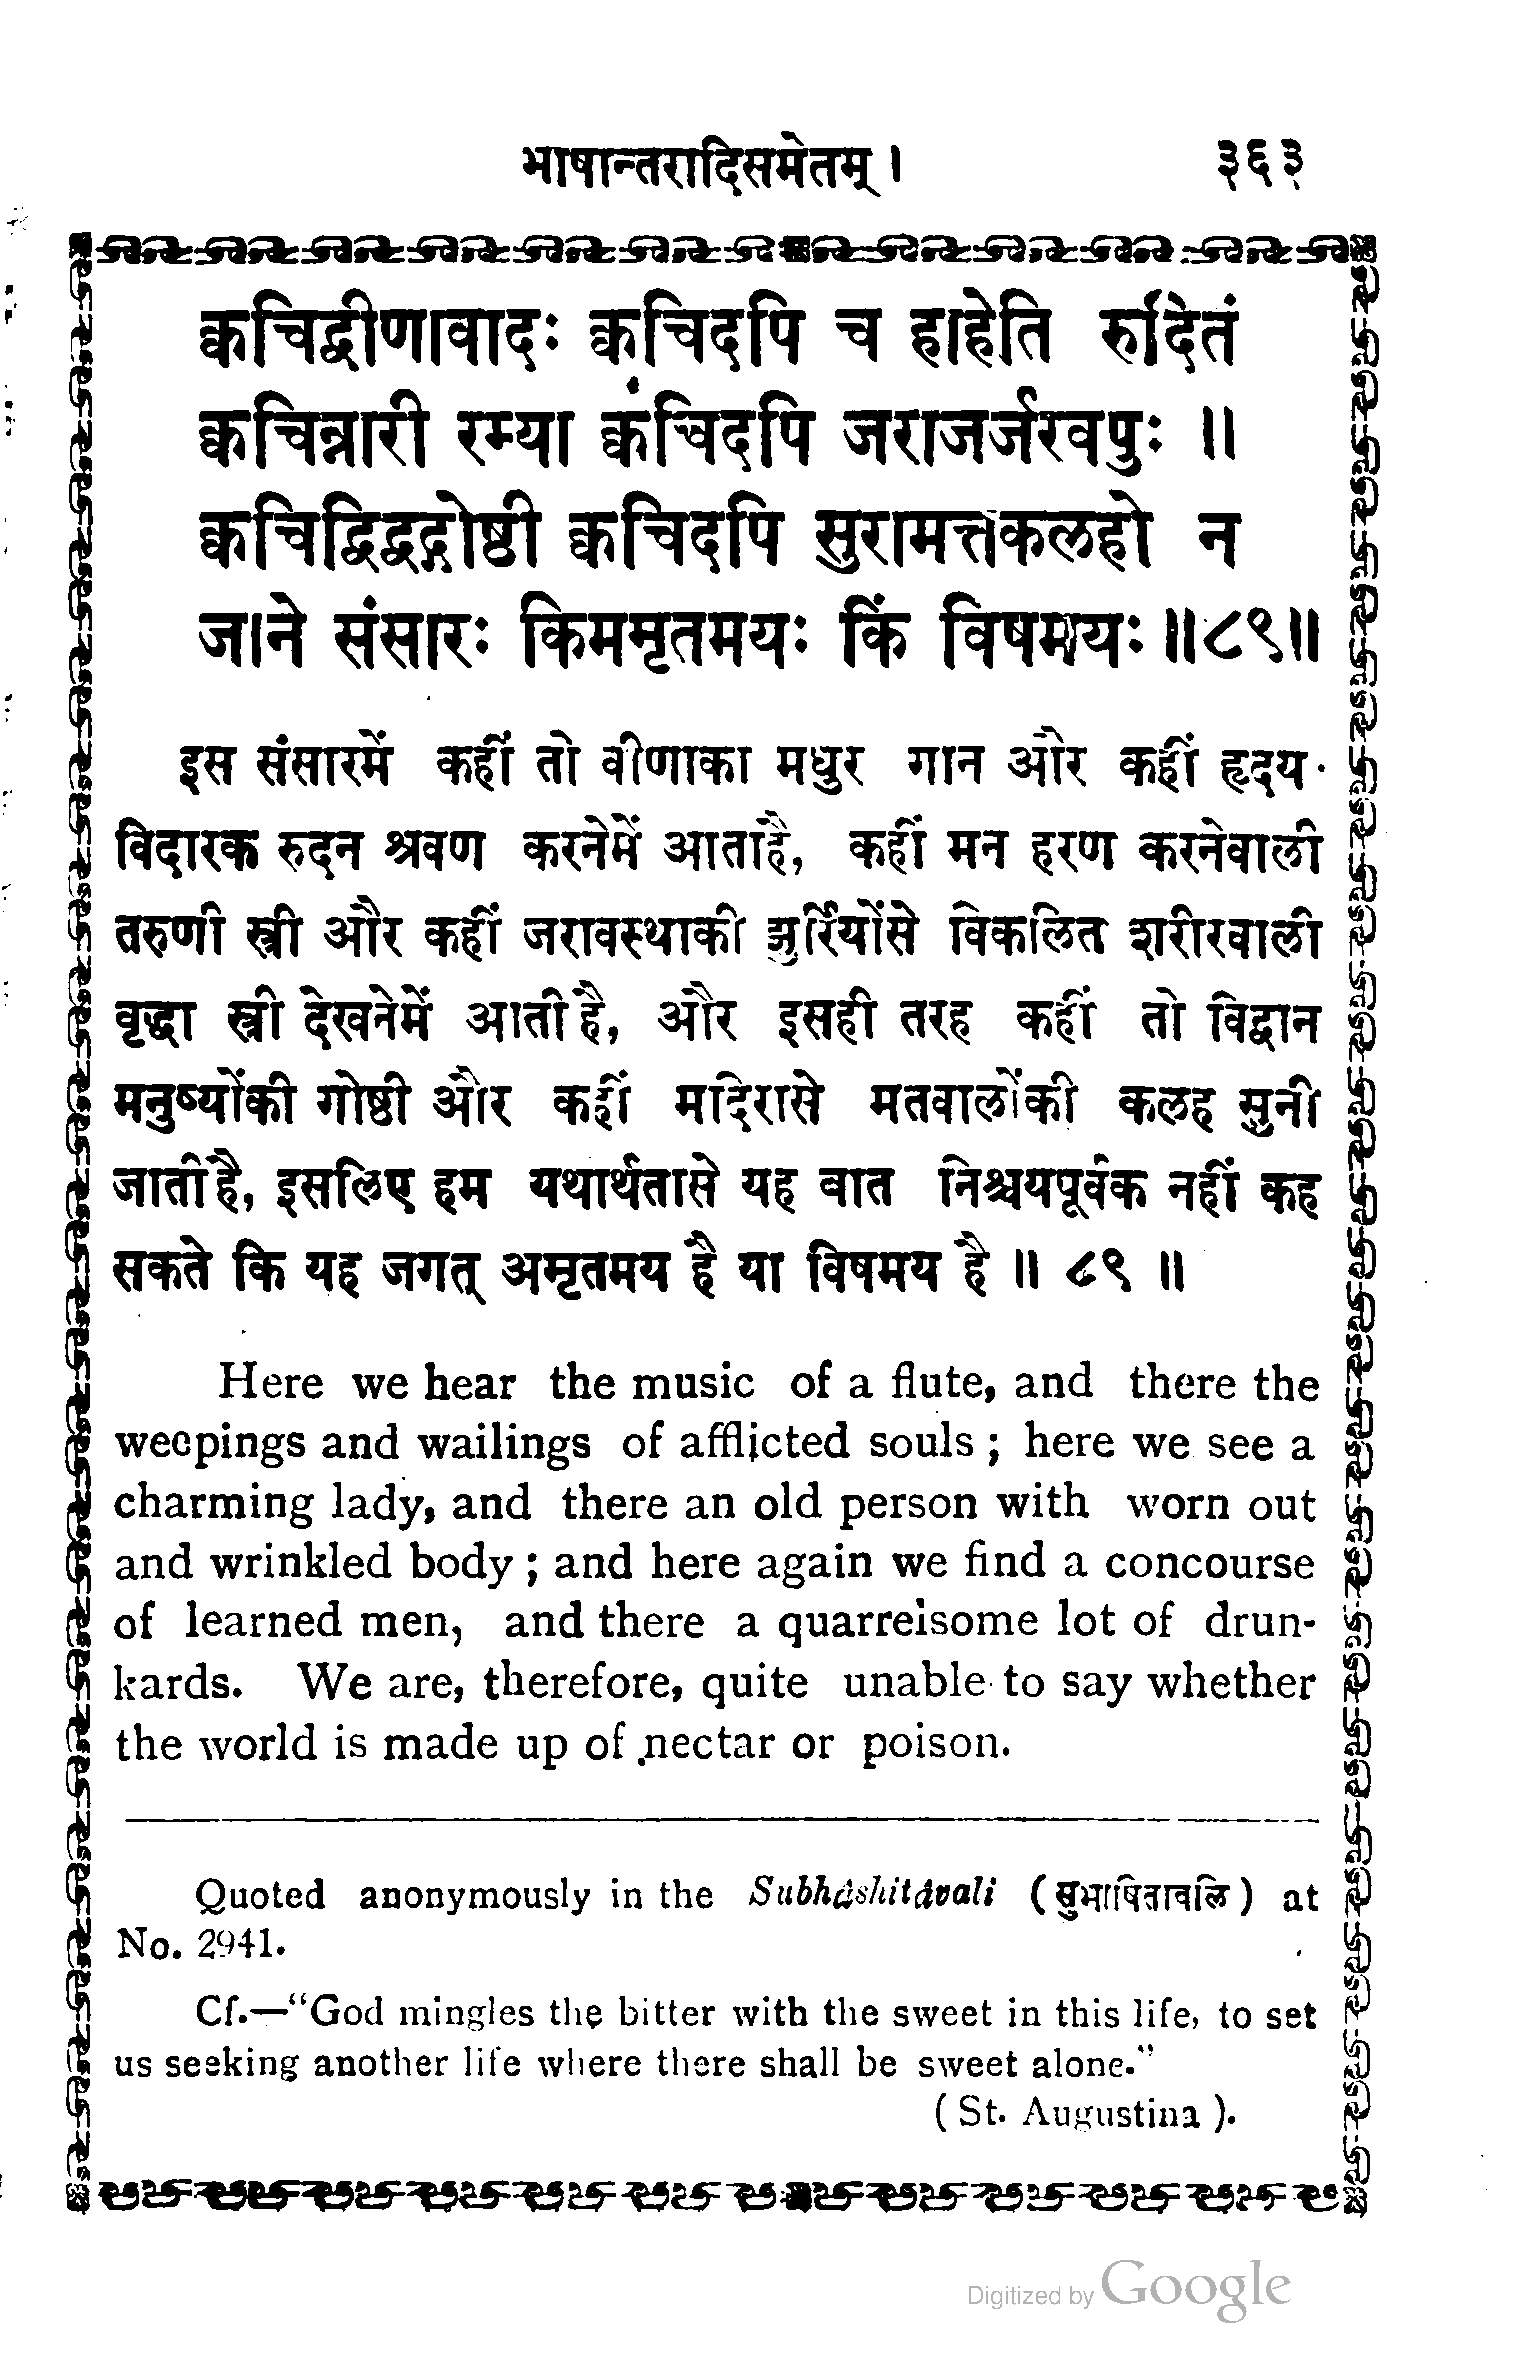 भाषान्तरादिसमेतम् । ३६३
क्वचिद्वीणावादः क्वचिदपि च हाहेति रुदितं
क्वचिन्नारी रम्या क्वचिदपि जराजर्जरवपुः ॥
क्वचिद्विद्वद्गोष्ठी क्वचिदपि सुरामत्तकलहो न
जाने संसारः किममृतमयः किं विषमयः ॥८९॥
इस संसारमें कहीं तो वीणाका मधुर गान और कहीं हृदय-
विदारक रुदन श्रवण करनेमें आताहै, कहीं मन हरण करनेवाली
तरुणी स्त्री और कहीं जरावस्थाकी झुर्रियोंसे विकलित शरीरवाली
वृद्धा स्त्री देखनेमें आती है, और इसही तरह कहीं तो विद्वान
मनुष्योंकी गोष्ठी और कहीं मदिरासे मतवालोंकी कलह सुनी
जाती है, इसलिए हम यथार्थतासे यह वात निश्चयपूर्वक नहीं कह
सकते कि यह जगत् अमृतमय है या विषमय है ॥ ८९ ॥
Here we hear the music of a flute, and there the
weepings and wailings of afflicted souls ; here we see a
charming lady, and there an old person with worn out
and wrinkled body ; and here again we find a concourse
of learned men, and there a quarrelsome lot of drun-
kards. We are, therefore, quite unable to say whether
the world is made up of nectar or poison.
Quoted anonymously in the Subháshitávali ( सुभाषितावलि ) at
No. 2941.
Cf.—“God mingles the bitter with the sweet in this life, to set
us seeking another life where there shall be sweet alone.”
( St. Augustina ).
Digitized by Google